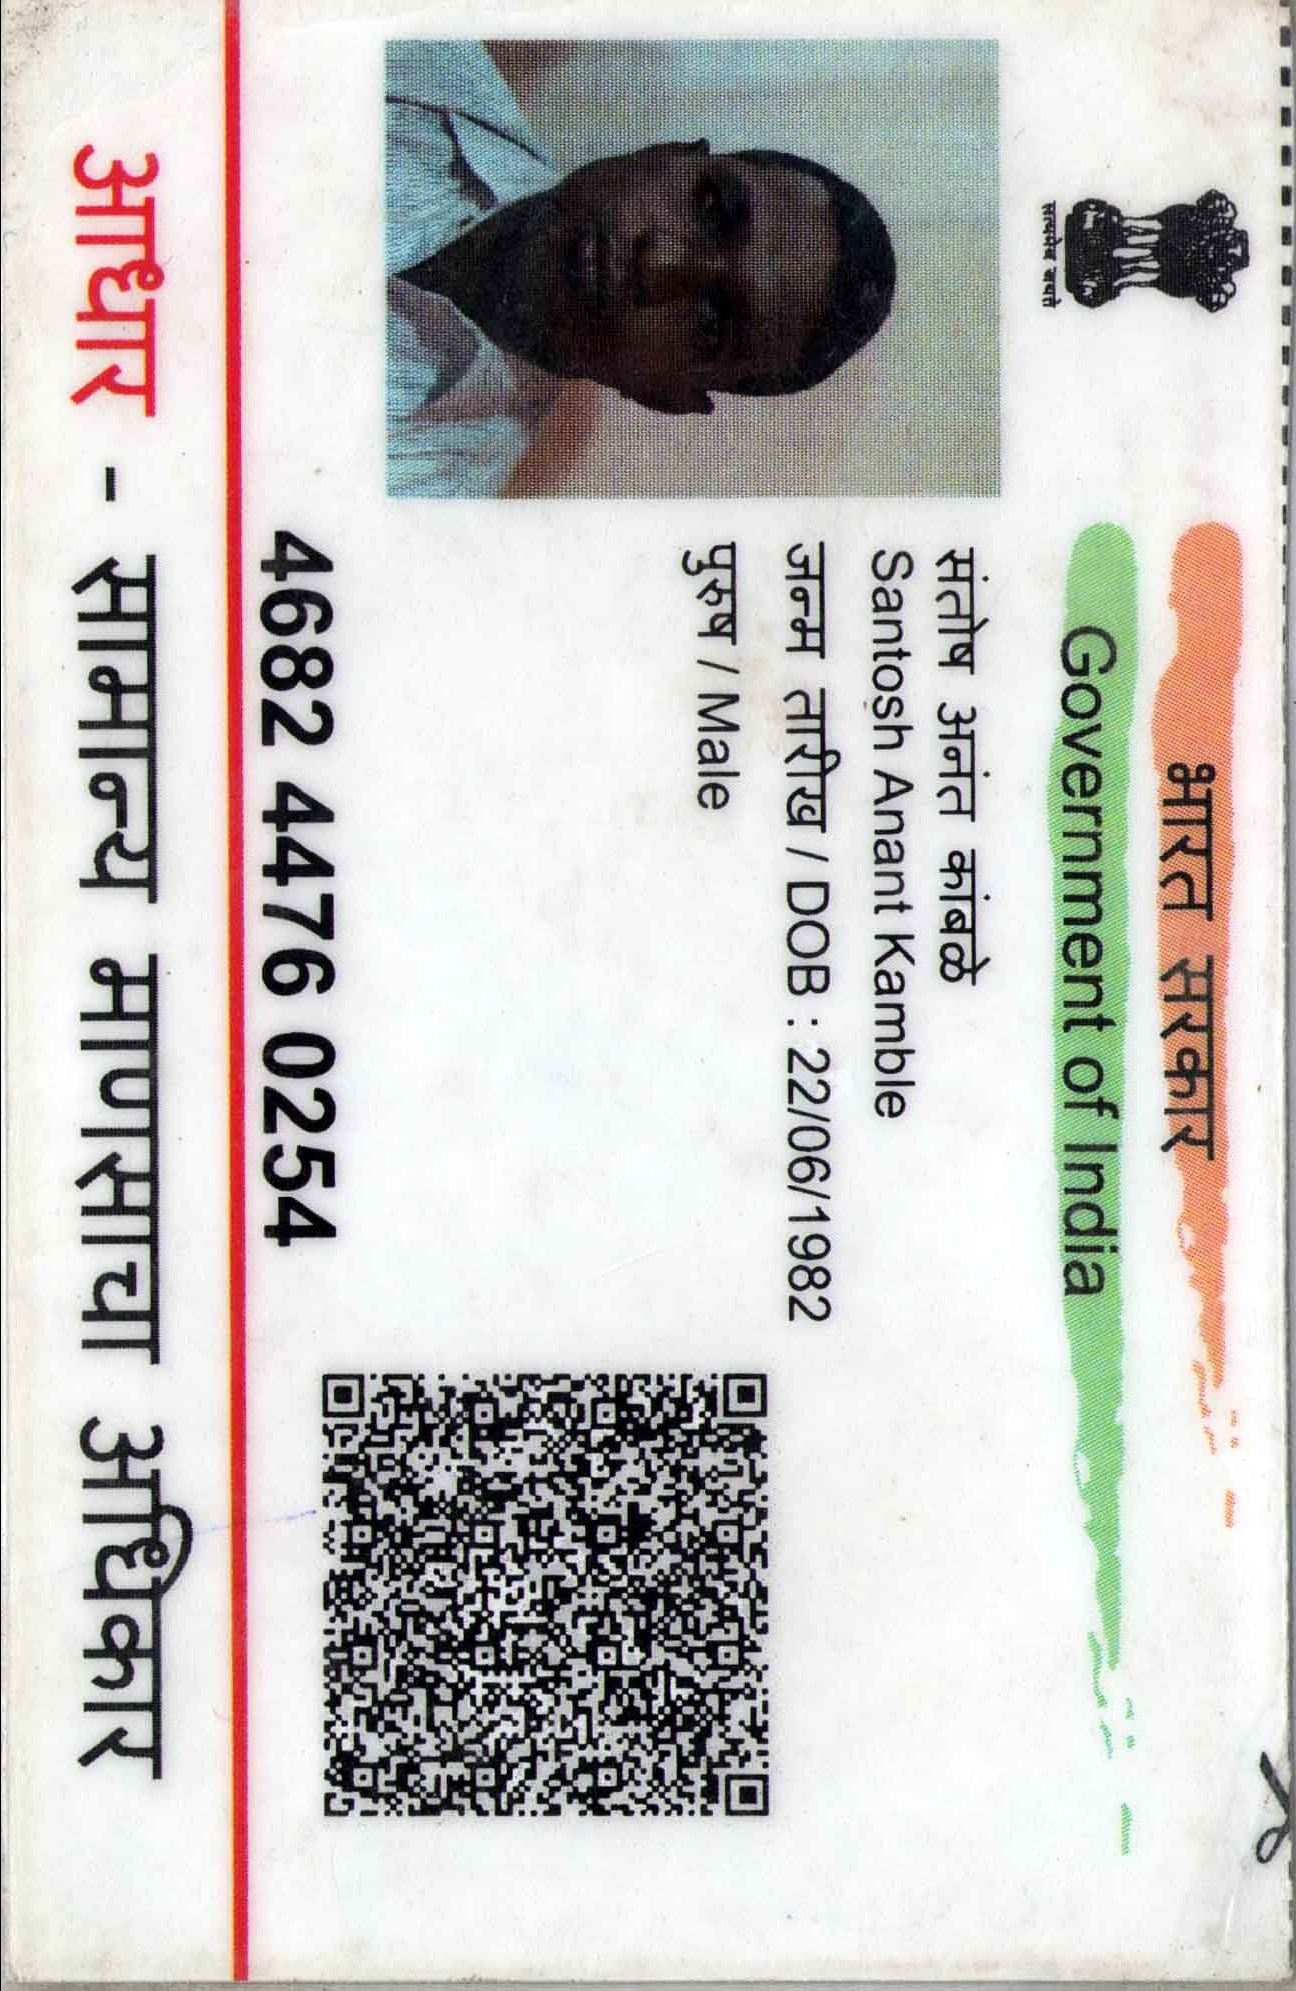 भारत सरकार
Government of India
सत्यमेव जयते
संतोष अनंत कांबळे
Santosh Anant Kamble
जन्म तारीख / DOB : 22/06/1982
पुरुष / Male
4682 4476 0254
आधार - सामान्य माणसाचा अधिकार